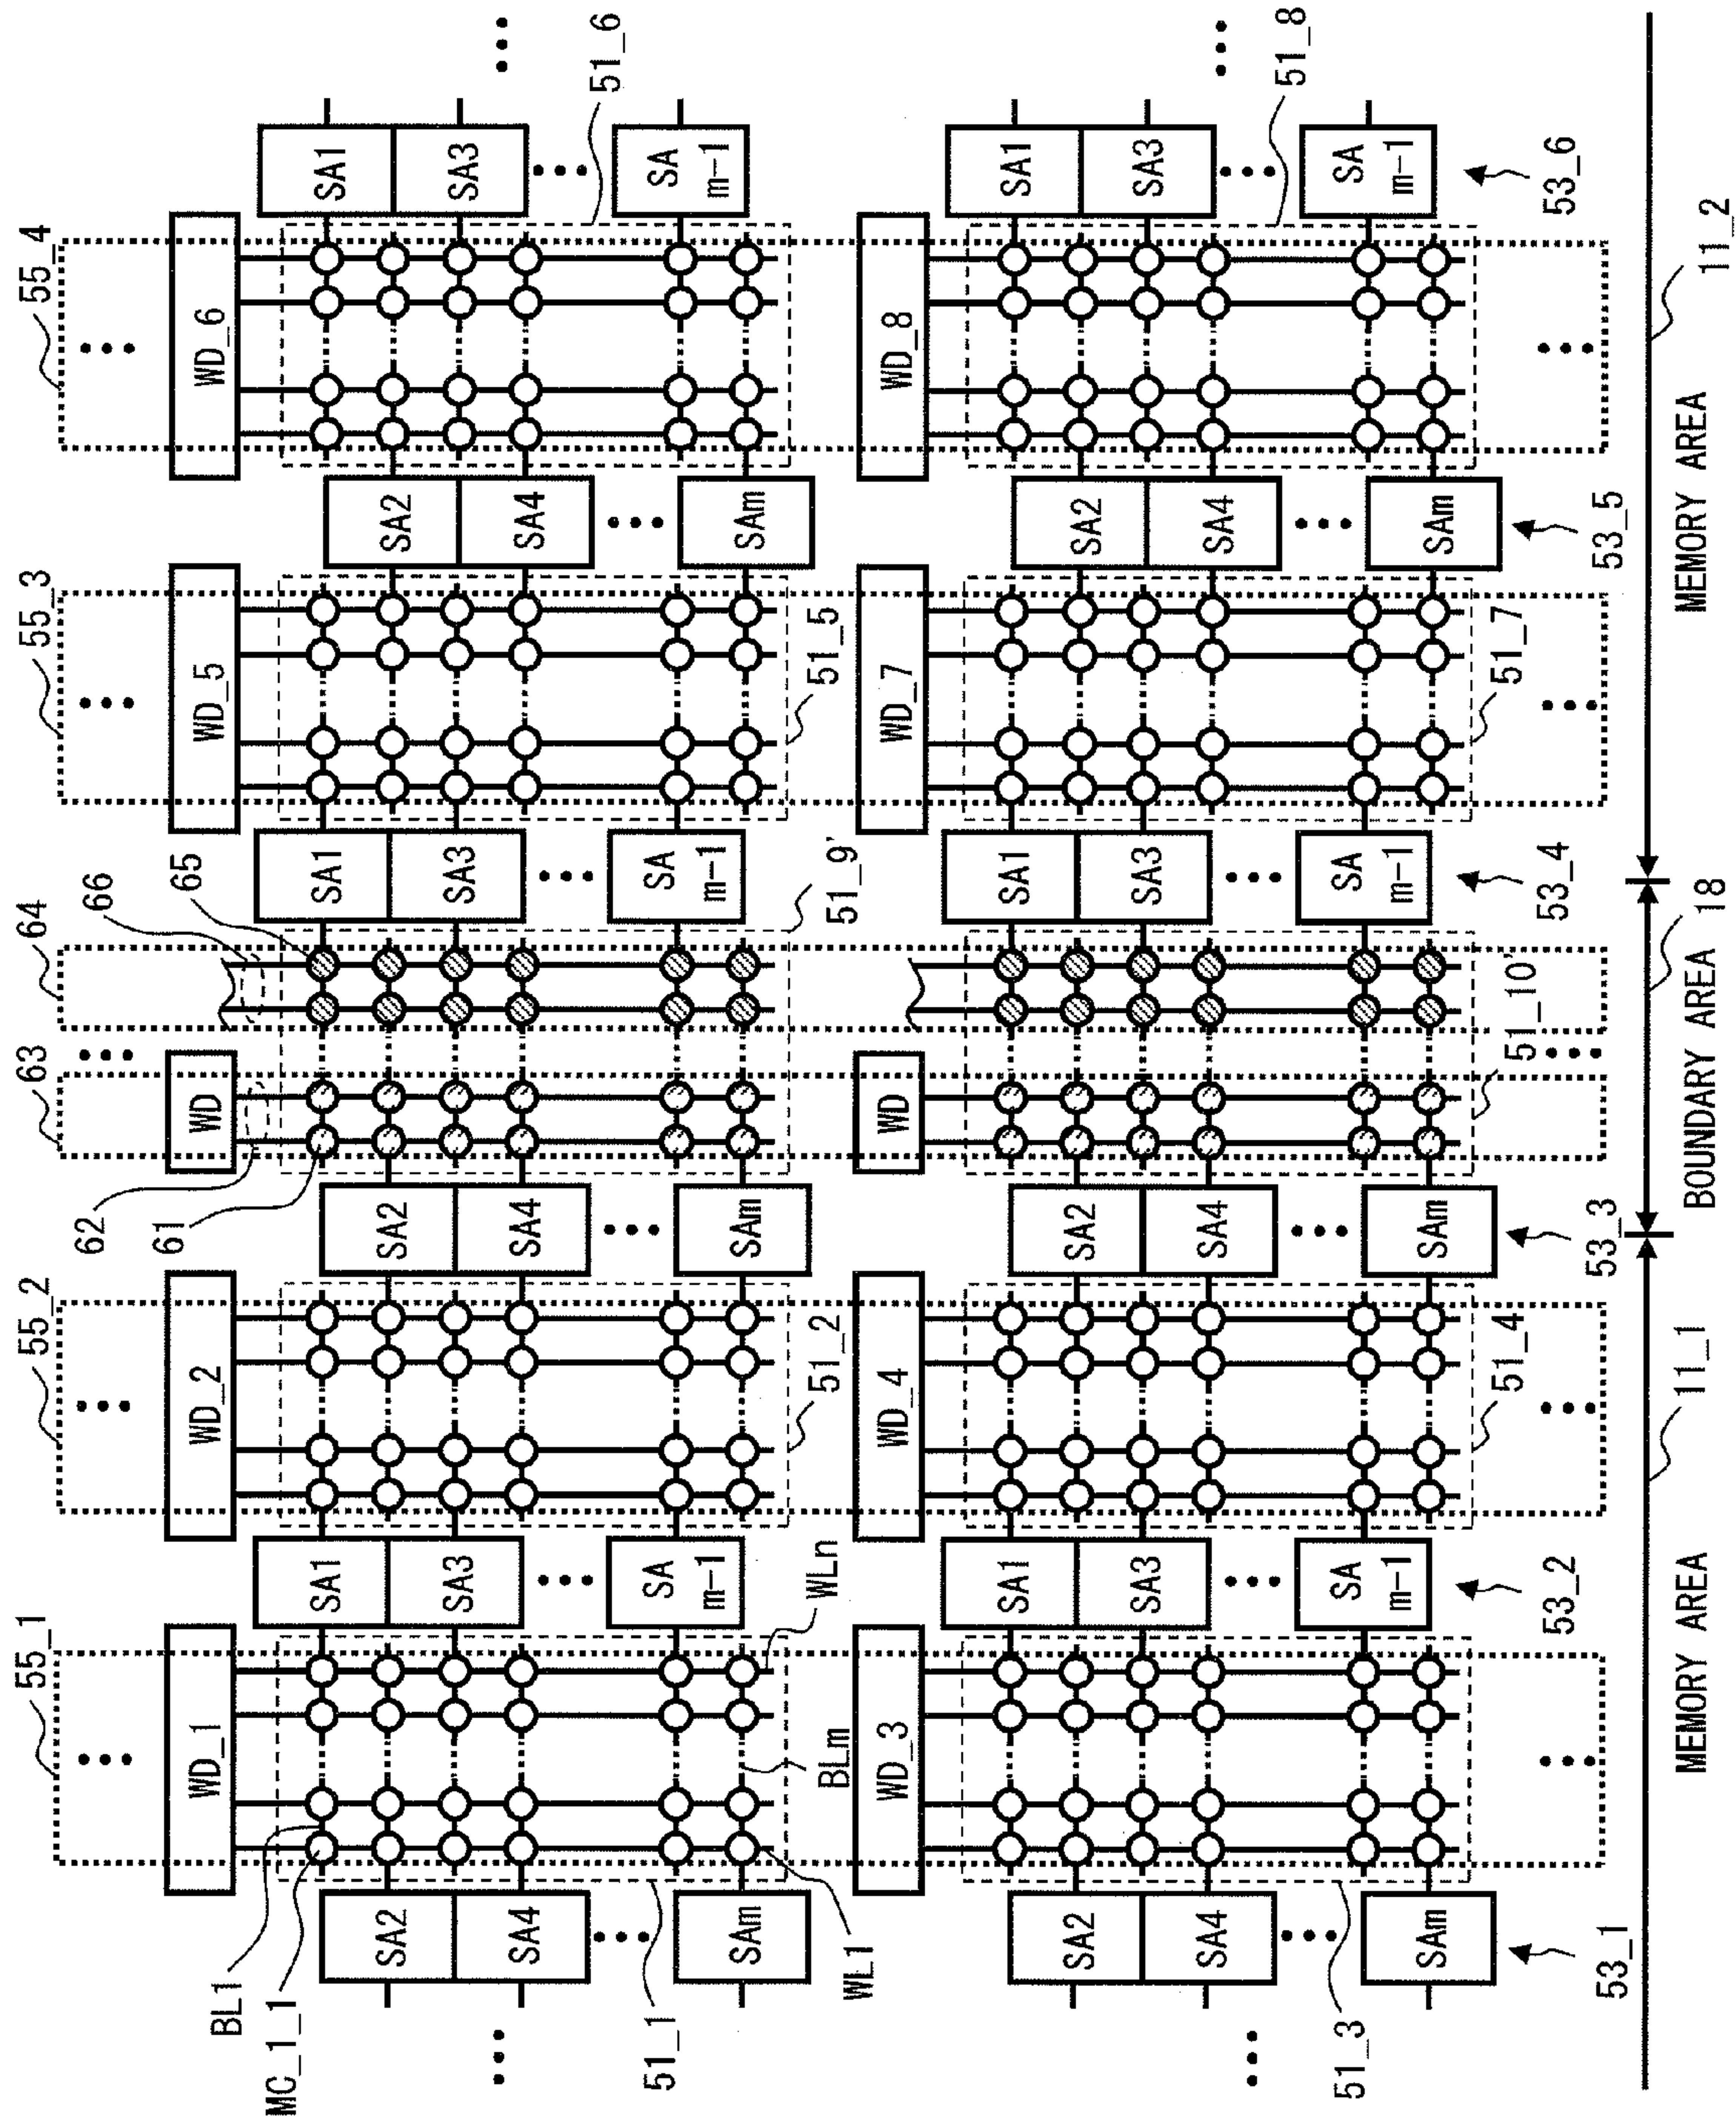 55_1
55_2
63
64
55_3
55_4
62
61
66
65
WD_1
WD_2
WD
WD_5
WD_6
BL1
MC_1_1
SA2
SA4
SAm
SA1
SA3
SA
m-1
SA2
SA4
SAm
SA1
SA3
SA
m-1
SA2
SA4
SAm
SA1
SA3
SA
m-1
51_1
WL1
BLm
WLn
51_2
51_9'
51_5
51_6
WD_3
WD_4
WD
WD_7
WD_8
SA2
SA4
SAm
SA1
SA3
SA
m-1
SA2
SA4
SAm
SA1
SA3
SA
m-1
SA2
SA4
SAm
SA1
SA3
SA
m-1
51_3
51_4
51_10'
51_7
51_8
53_1
53_2
53_3
53_4
53_5
53_6
MEMORY AREA
BOUNDARY AREA
MEMORY AREA
11_1
18
11_2